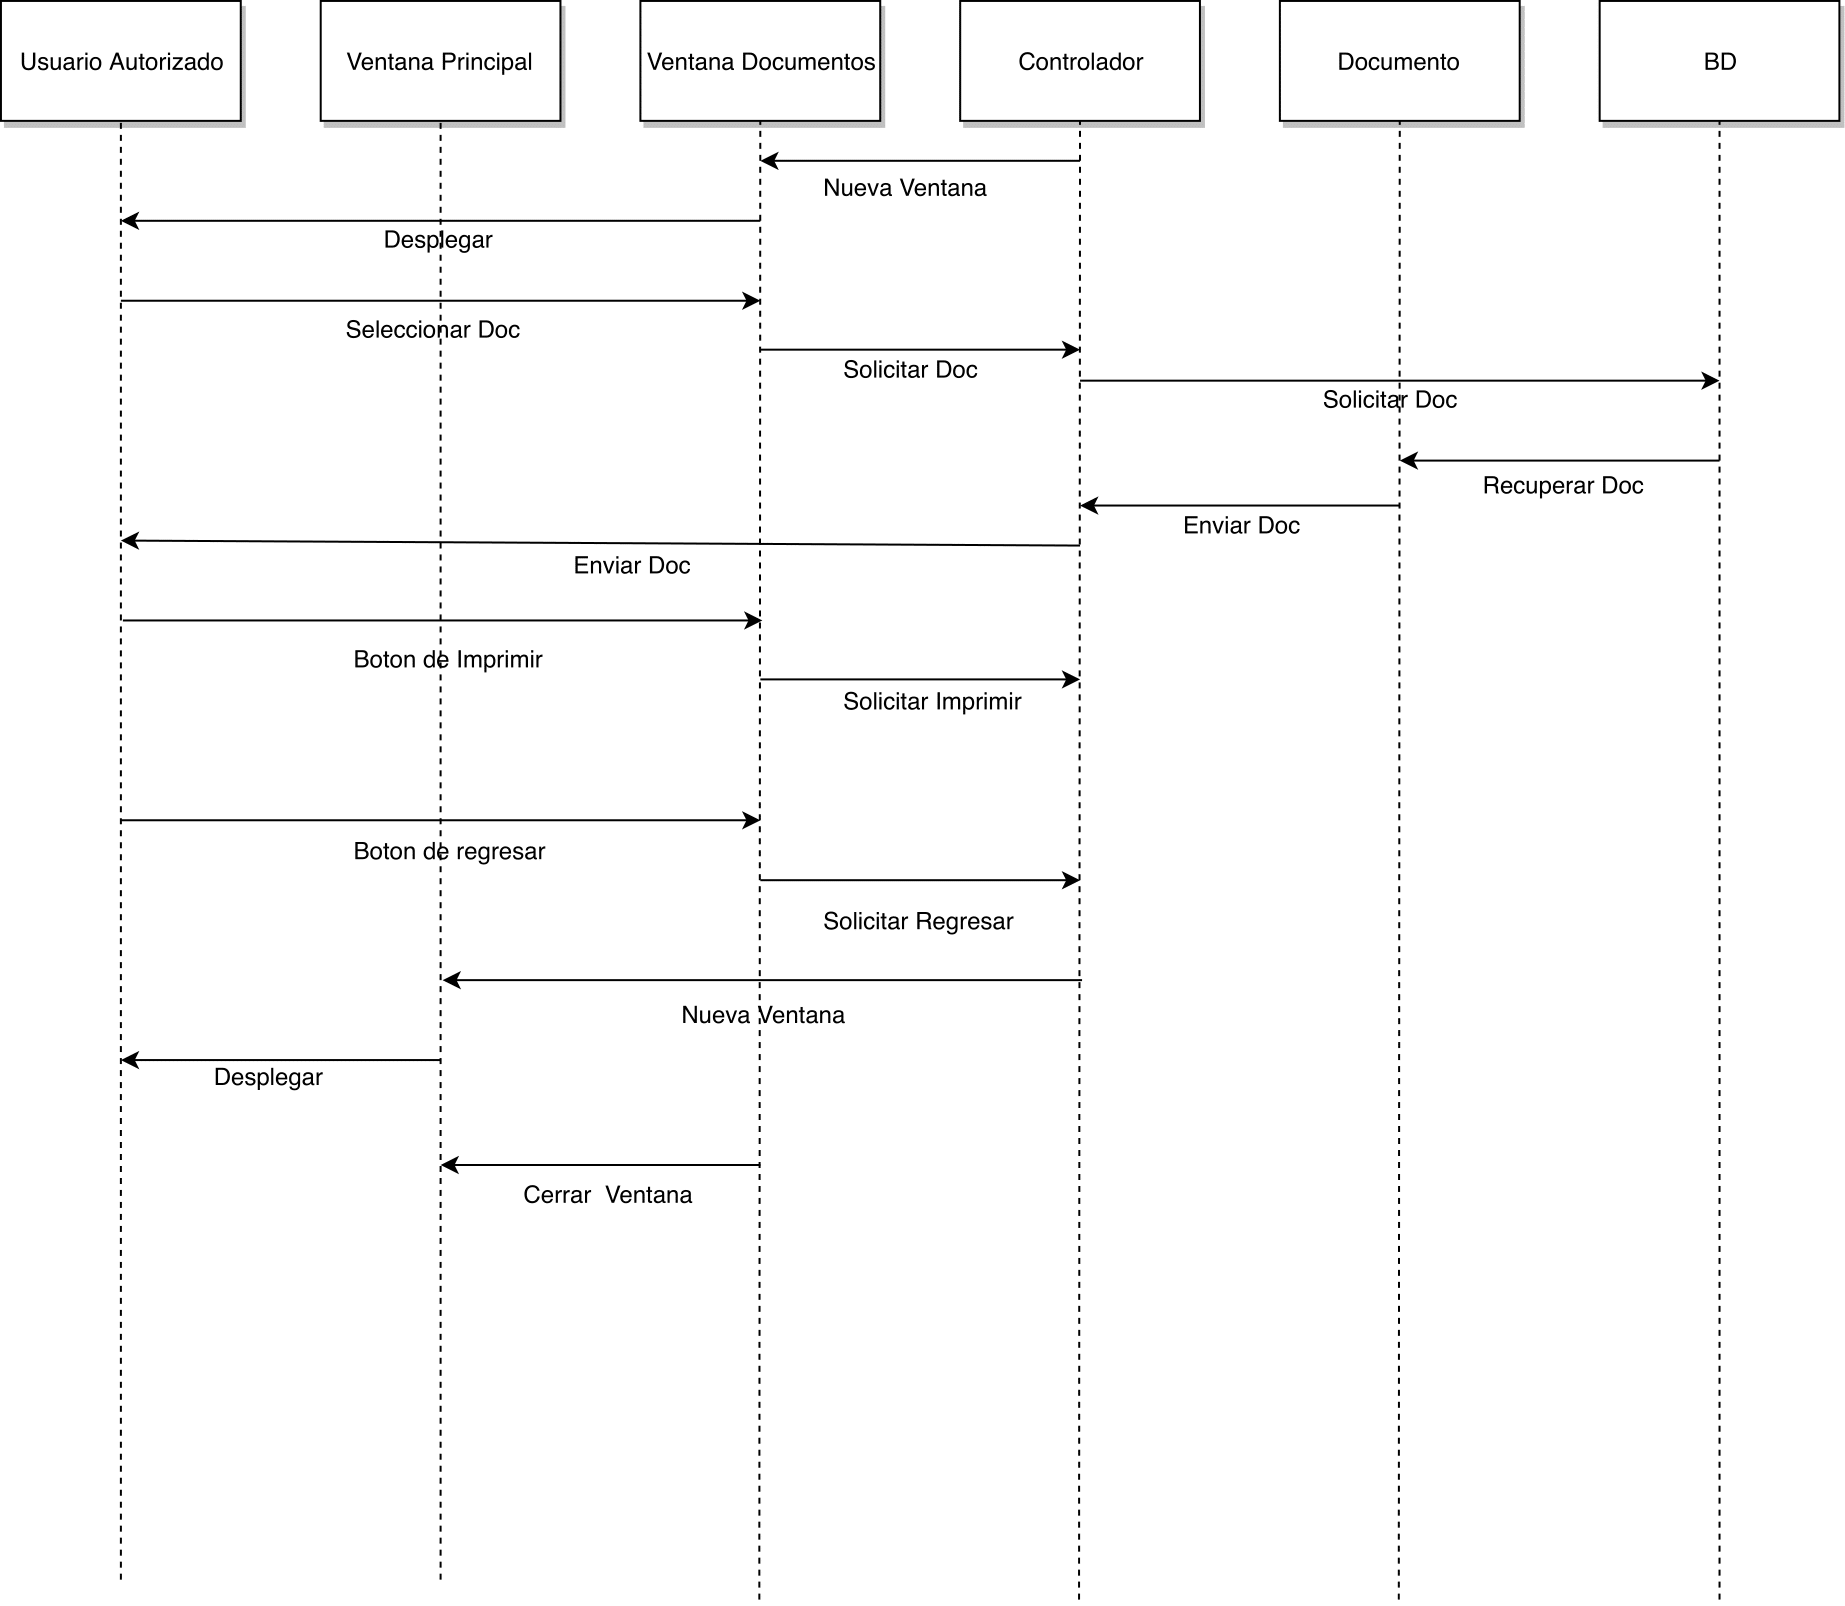 Usuario Autorizado
Ventana Principal
Ventana Documentos
Controlador
Documento
BD
Nueva Ventana
Desplegar
Seleccionar Doc
Solicitar Doc
Solicitar Doc
Recuperar Doc
Enviar Doc
Enviar Doc
Boton de Imprimir
Solicitar Imprimir
Boton de regresar
Solicitar Regresar
Nueva Ventana
Desplegar
Cerrar  Ventana